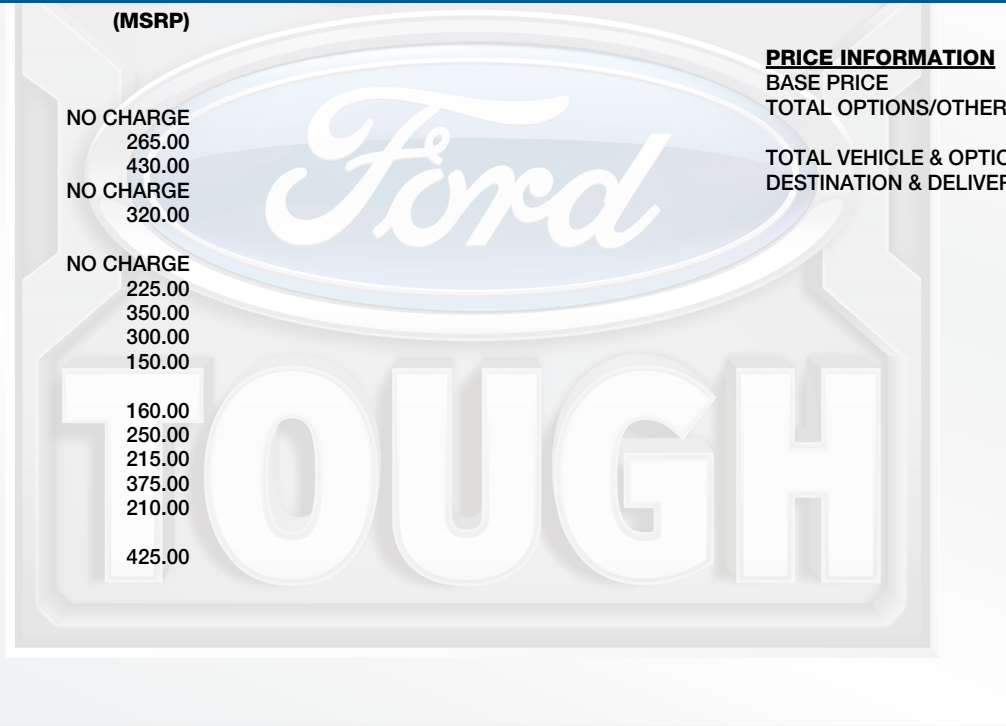 (MSRP)
NO CHARGE
265.00
430.00
NO CHARGE
320.00
NO CHARGE
225.00
350.00
300.00
150.00
160.00
250.00
215.00
375.00
210.00
425.00
PRICE INFORMATION
BASE PRICE
TOTAL OPTIONS/OTHER
TOTAL VEHICLE & OPTIO
DESTINATION & DELIVER
Ford
TOUGH